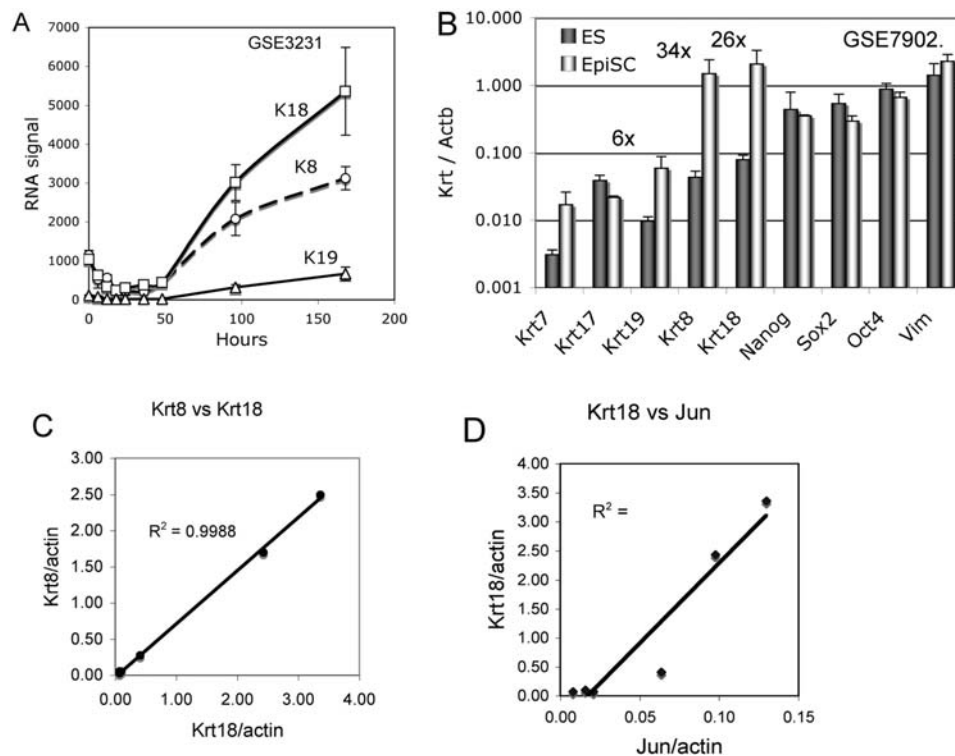 A
GSE3231
K18
K8
K19
RNA signal
7000
6000
5000
4000
3000
2000
1000
0
0 50 100 150 200
Hours
B
ES
EpiSC
34x
26x
GSE7902.
6x
Krt / Actb
10.000
1.000
0.100
0.010
0.001
Krt7
Krt17
Krt19
Krt8
Krt18
Nanog
Sox2
Oct4
Vim
C
Krt8 vs Krt18
R² = 0.9988
Krt8/actin
3.00
2.50
2.00
1.50
1.00
0.50
0.00
0.00 1.00 2.00 3.00 4.00
Krt18/actin
D
Krt18 vs Jun
R² =
Krt18/actin
4.00
3.50
3.00
2.50
2.00
1.50
1.00
0.50
0.00
0.00 0.05 0.10 0.15
Jun/actin